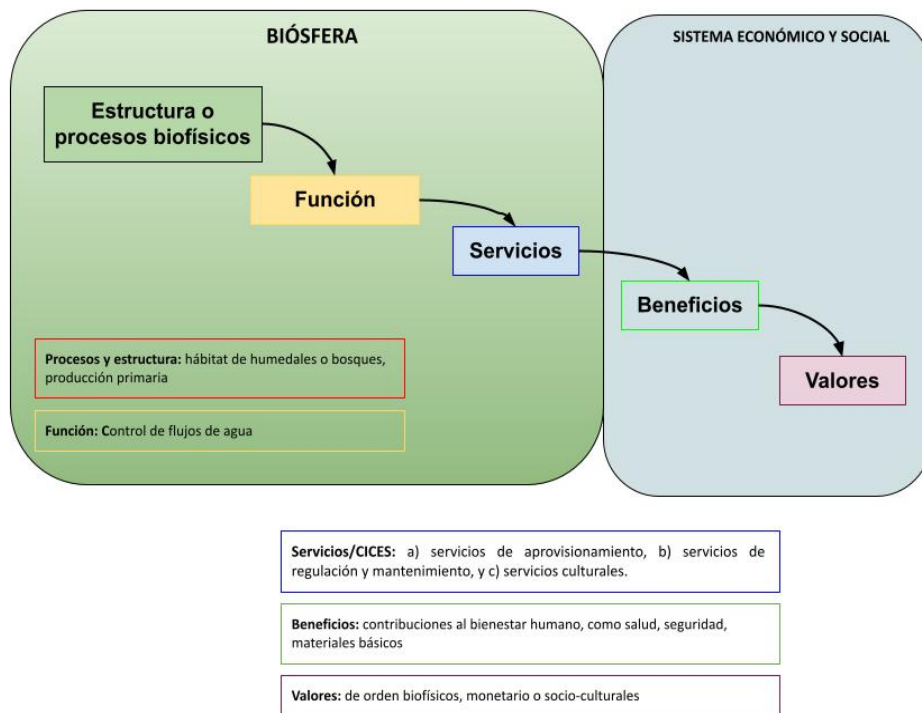 BIÓSFERA
SISTEMA ECONÓMICO Y SOCIAL
Estructura o
procesos biofísicos
Función
Servicios
Beneficios
Valores
Procesos y estructura: hábitat de humedales o bosques,
producción primaria
Función: Control de flujos de agua
Servicios/CICES: a) servicios de aprovisionamiento, b) servicios de
regulación y mantenimiento, y c) servicios culturales.
Beneficios: contribuciones al bienestar humano, como salud, seguridad,
materiales básicos
Valores: de orden biofísicos, monetario o socio-culturales